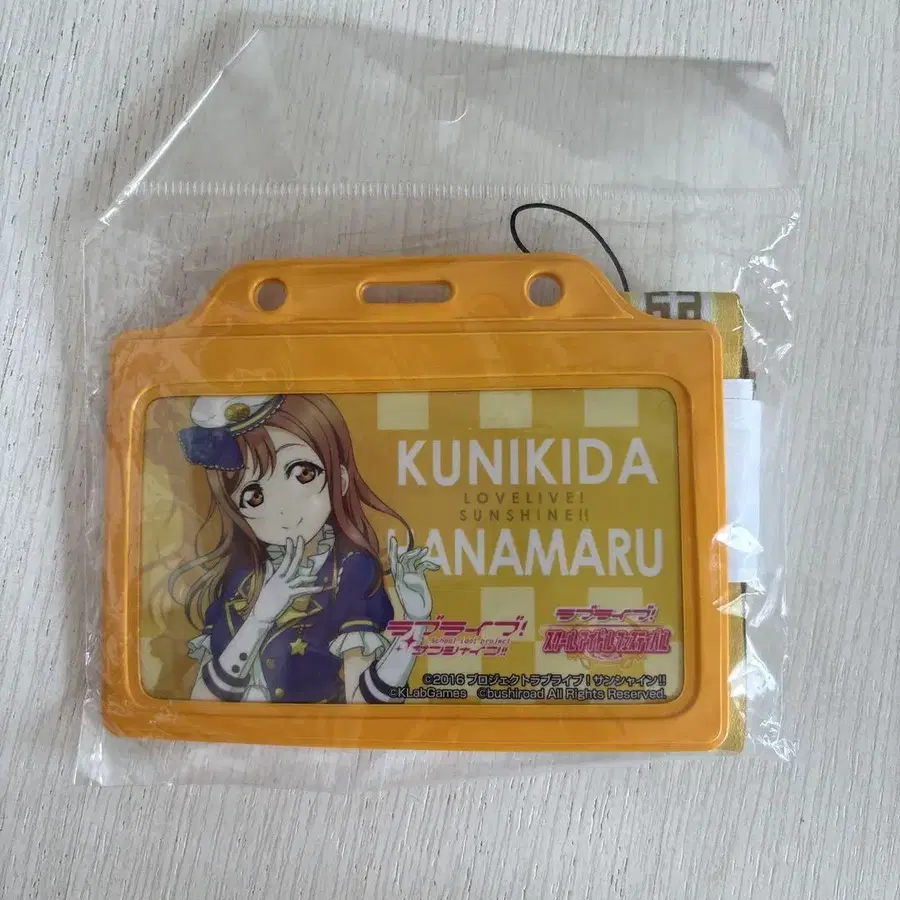 KUNIKIDA
LOVELIVE!
SUNSHINE!!
HANAMARU
ラブライブ!
school idol project
サンシャイン!!
ラブライブ!
スクールアイドルフェスティバル
©2016 プロジェクトラブライブ!サンシャイン!!
©KLabGames ©bushiroad All Rights Reserved.